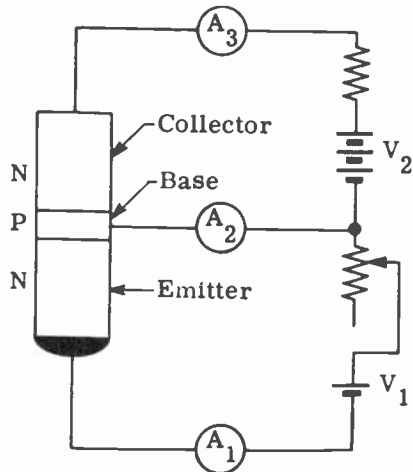 A3
Collector
N
V2
Base
P
A2
N
Emitter
V1
A1